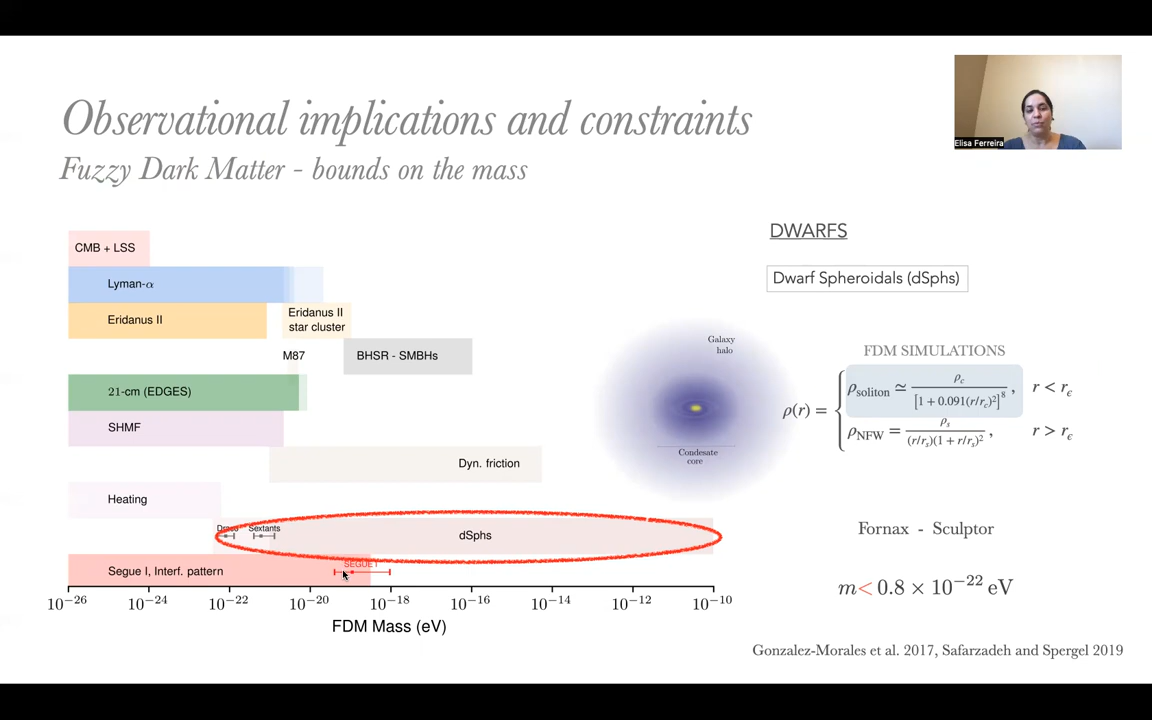 Observational implications and constraints
Elisa Ferreira
Fuzzy Dark Matter - bounds on the mass
CMB + LSS
Lyman-α
Eridanus II
Eridanus II
star cluster
M87
BHSR - SMBHs
21-cm (EDGES)
SHMF
Dyn. friction
Heating
Draco
Sextants
dSphs
Segue I, Interf. pattern
SEGUE I
10⁻²⁶ 10⁻²⁴ 10⁻²² 10⁻²⁰ 10⁻¹⁸ 10⁻¹⁶ 10⁻¹⁴ 10⁻¹² 10⁻¹⁰
FDM Mass (eV)
Galaxy
halo
Condesate
core
DWARFS
Dwarf Spheroidals (dSphs)
FDM SIMULATIONS
ρ(r) =
ρ_soliton ≃ ρ_c / [1 + 0.091(r/r_c)²]⁸ , r < r_ϵ
ρ_NFW = ρ_s / (r/r_s)(1 + r/r_s)² , r > r_ϵ
Fornax - Sculptor
m < 0.8 × 10⁻²² eV
Gonzalez-Morales et al. 2017, Safarzadeh and Spergel 2019